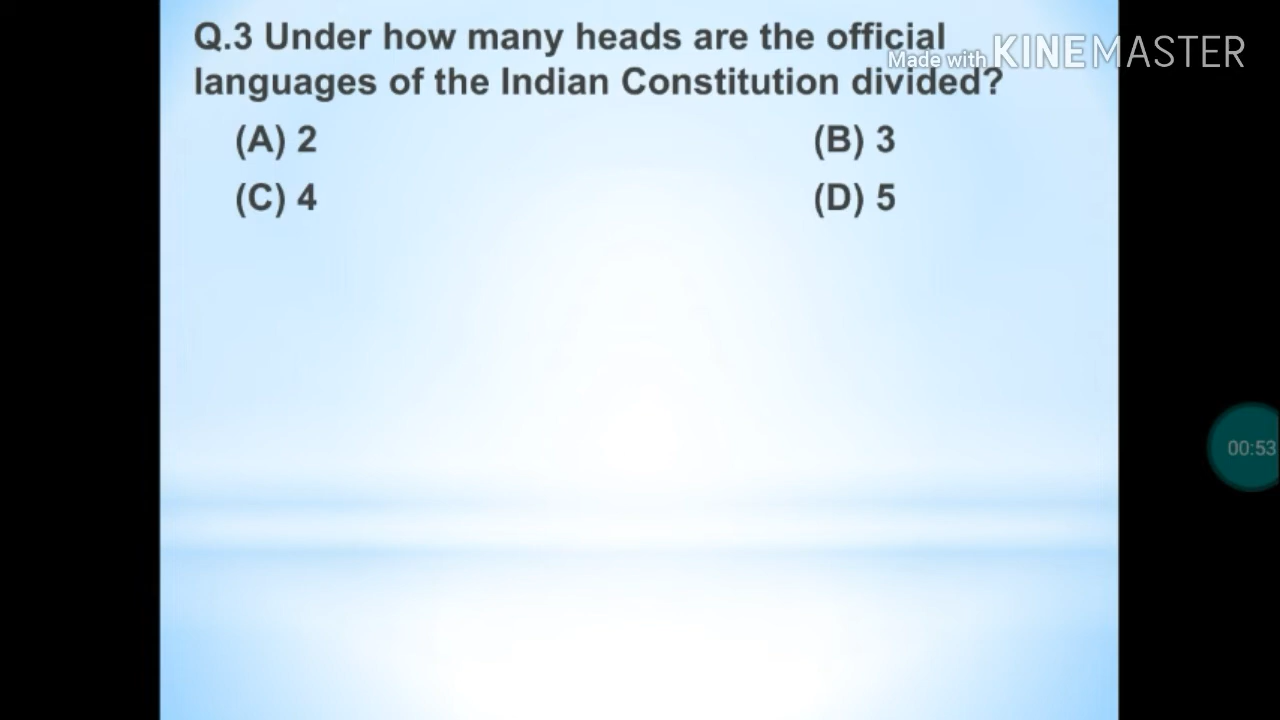 Q.3 Under how many heads are the official
Made with KINEMASTER
languages of the Indian Constitution divided?
(A) 2 (B) 3
(C) 4 (D) 5
00:53